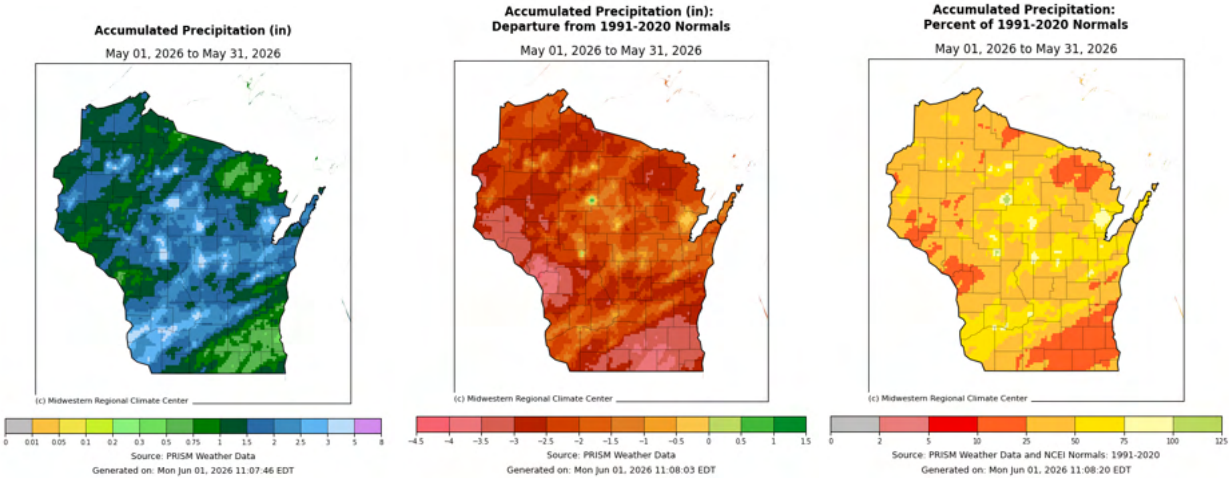 Accumulated Precipitation (in)
May 01, 2026 to May 31, 2026
(c) Midwestern Regional Climate Center
0 0.01 0.05 0.1 0.2 0.3 0.5 0.75 1 1.5 2 2.5 3 5 8
Source: PRISM Weather Data
Generated on: Mon Jun 01, 2026 11:07:46 EDT
Accumulated Precipitation (in):
Departure from 1991-2020 Normals
May 01, 2026 to May 31, 2026
(c) Midwestern Regional Climate Center
−4.5 −4 −3.5 −3 −2.5 −2 −1.5 −1 −0.5 0 0.5 1 1.5
Source: PRISM Weather Data
Generated on: Mon Jun 01, 2026 11:08:03 EDT
Accumulated Precipitation:
Percent of 1991-2020 Normals
May 01, 2026 to May 31, 2026
(c) Midwestern Regional Climate Center
0 2 5 10 25 50 75 100 125
Source: PRISM Weather Data and NCEI Normals: 1991-2020
Generated on: Mon Jun 01, 2026 11:08:20 EDT